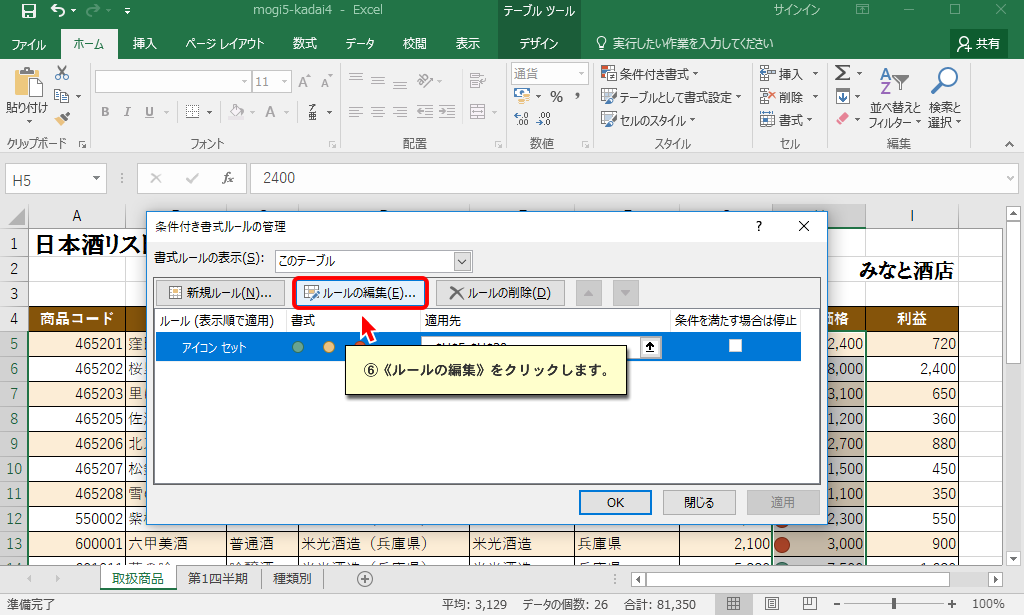 mogi5-kadai4 - Excel
テーブル ツール
サインイン
ファイル ホーム 挿入 ページ レイアウト 数式 データ 校閲 表示 デザイン 実行したい作業を入力してください 共有
貼り付け
11
B I U A
通貨
% ,
条件付き書式
テーブルとして書式設定
セルのスタイル
挿入
削除
書式
並べ替えと
フィルター
検索と
選択
クリップボード フォント 配置 数値 スタイル セル 編集
H5 fx 2400
A I
条件付き書式ルールの管理
書式ルールの表示(S): このテーブル
新規ルール(N)... ルールの編集(E)... ルールの削除(D)
ルール (表示順で適用) 書式 適用先 条件を満たす場合は停止
アイコン セット
⑥《ルールの編集》をクリックします。
OK 閉じる 適用
1 日本酒リスト
2 みなと酒店
3
4 商品コード 価格 利益
5 465201 2,400 720
6 465202 桜 8,000 2,400
7 465203 里 3,100 650
8 465205 佐 1,200 360
9 465206 北 2,700 880
10 465207 松 1,500 450
11 465208 雪 1,100 350
12 550002 紫 2,300 550
13 600001 六甲美酒 普通酒 米光酒造（兵庫県） 米光酒造 兵庫県 2,100 3,000 900
取扱商品 第1四半期 種類別
準備完了 平均: 3,129 データの個数: 26 合計: 81,350 100%